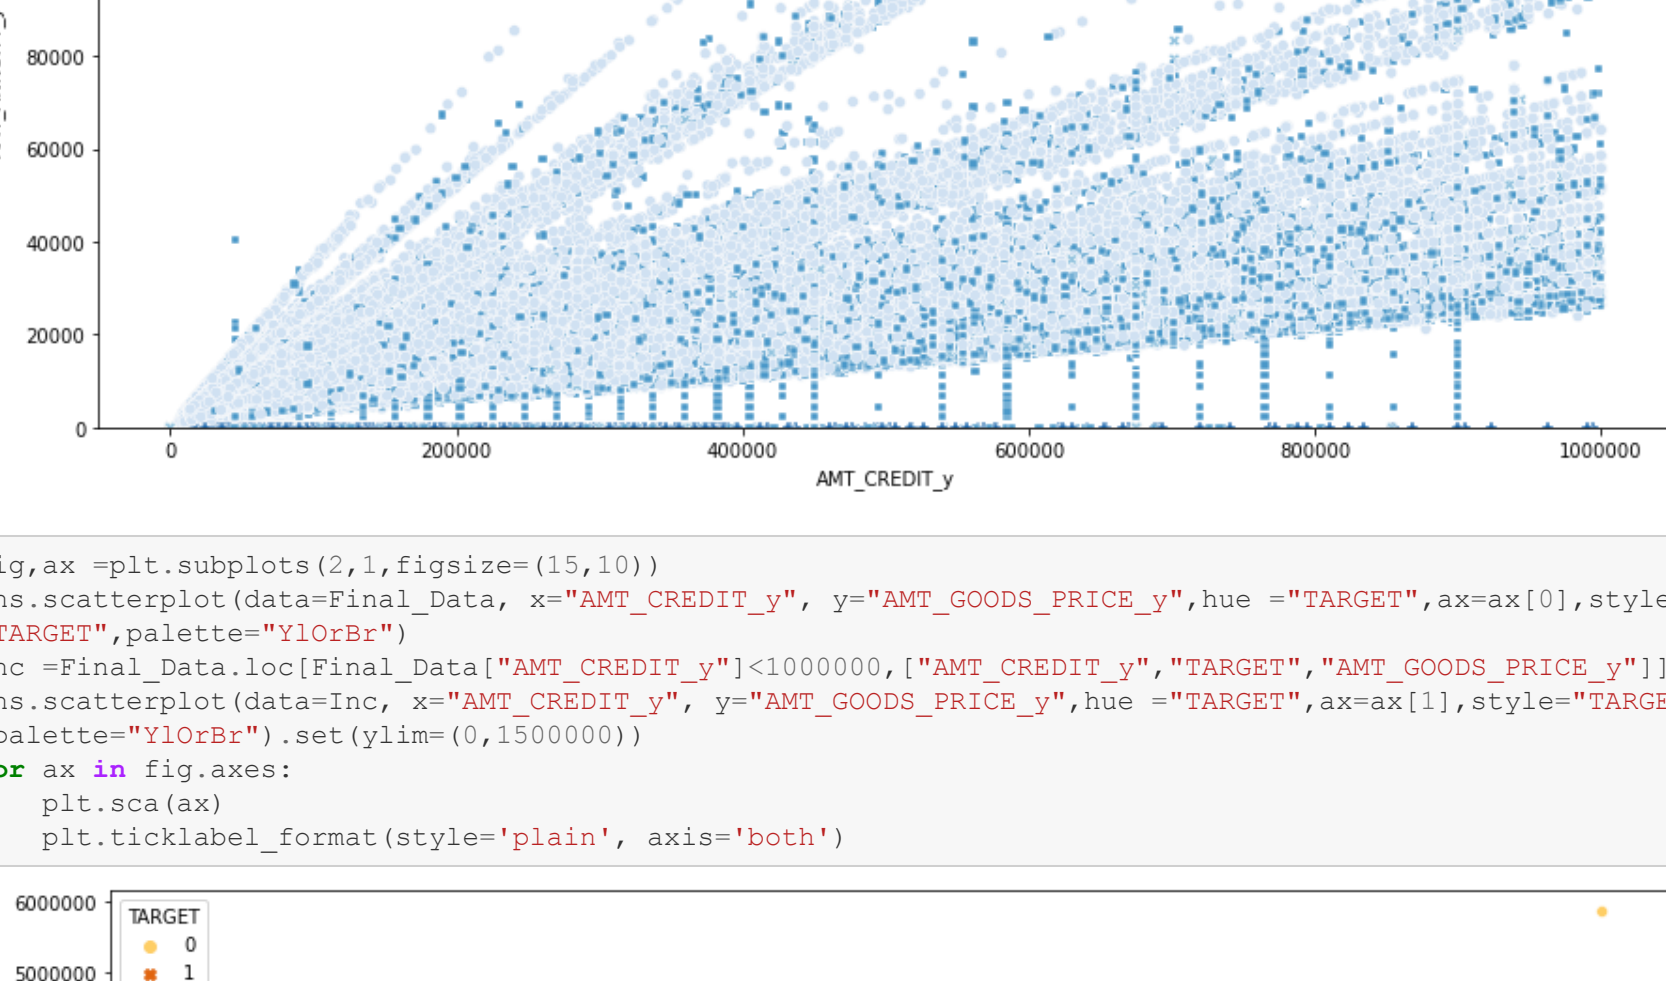 80000
60000
40000
20000
0
0 200000 400000 600000 800000 1000000
AMT_CREDIT_y
ig,ax =plt.subplots(2,1,figsize=(15,10))
ns.scatterplot(data=Final_Data, x="AMT_CREDIT_y", y="AMT_GOODS_PRICE_y",hue ="TARGET",ax=ax[0],style
TARGET",palette="YlOrBr")
nc =Final_Data.loc[Final_Data["AMT_CREDIT_y"]<1000000,["AMT_CREDIT_y","TARGET","AMT_GOODS_PRICE_y"]]
ns.scatterplot(data=Inc, x="AMT_CREDIT_y", y="AMT_GOODS_PRICE_y",hue ="TARGET",ax=ax[1],style="TARGE
palette="YlOrBr").set(ylim=(0,1500000))
or ax in fig.axes:
plt.sca(ax)
plt.ticklabel_format(style='plain', axis='both')
6000000
TARGET
0
5000000
1